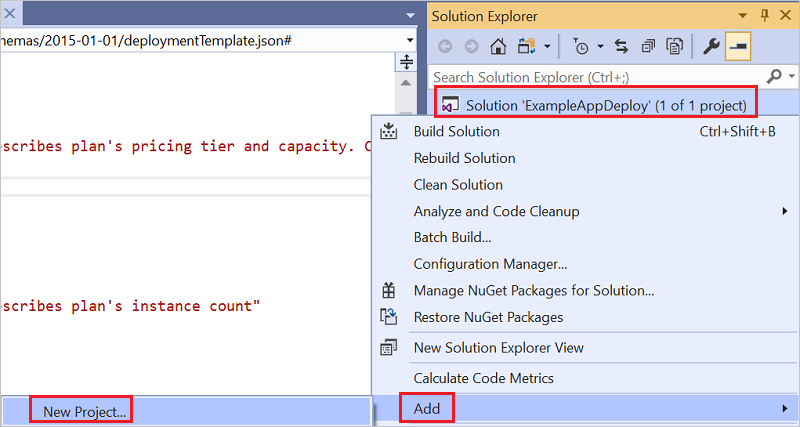 Solution Explorer
hemas/2015-01-01/deploymentTemplate.json#
Search Solution Explorer (Ctrl+;)
Solution 'ExampleAppDeploy' (1 of 1 project)
Build Solution Ctrl+Shift+B
escribes plan's pricing tier and capacity. C
Rebuild Solution
Clean Solution
Analyze and Code Cleanup
Batch Build...
Configuration Manager...
Manage NuGet Packages for Solution...
escribes plan's instance count"
Restore NuGet Packages
New Solution Explorer View
Calculate Code Metrics
New Project...
Add